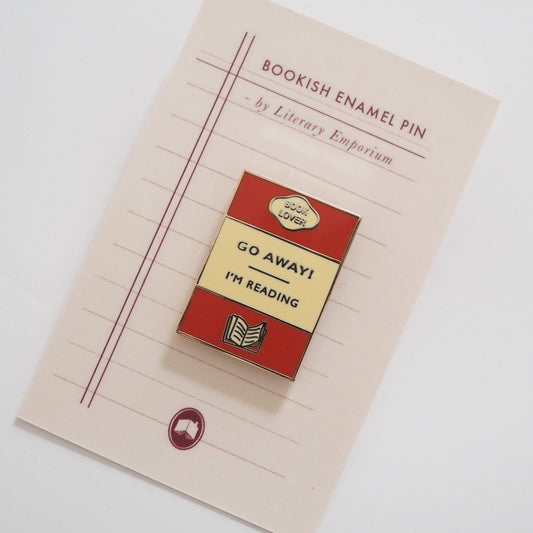 BOOKISH ENAMEL PIN
- by Literary Emporium
BOOK
LOVER
GO AWAY!
I'M READING